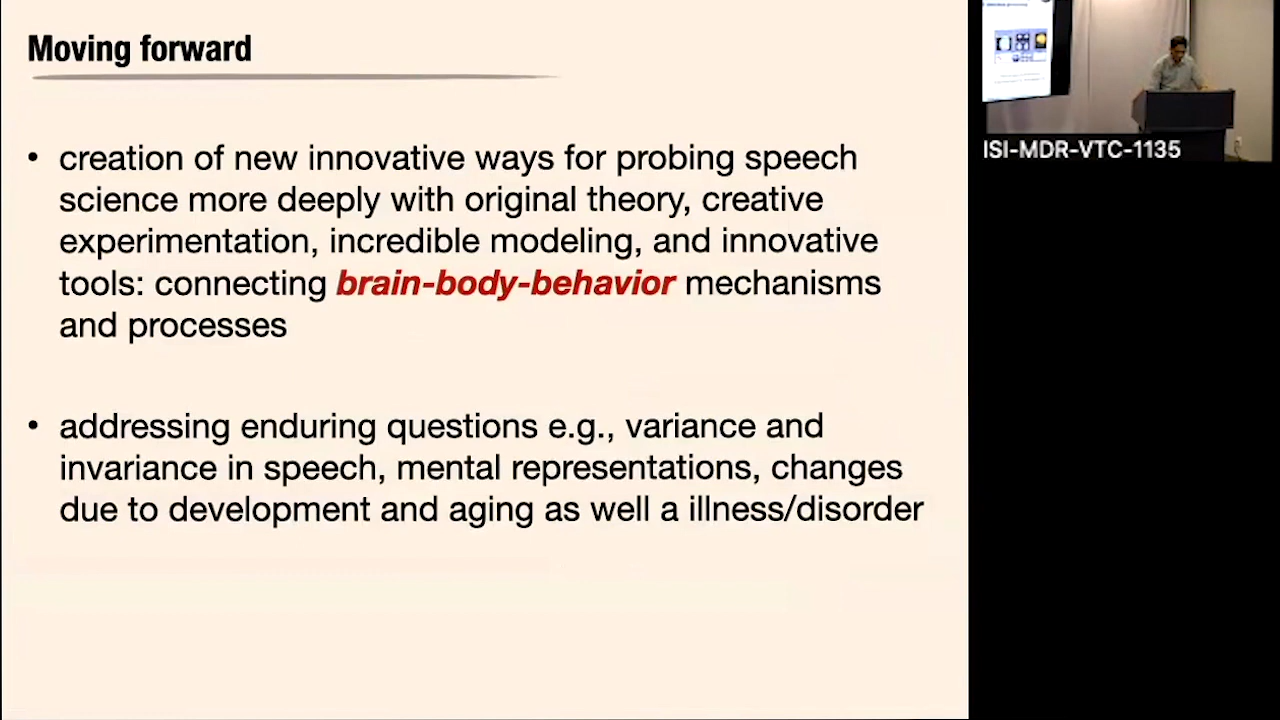 Moving forward
• creation of new innovative ways for probing speech
science more deeply with original theory, creative
experimentation, incredible modeling, and innovative
tools: connecting brain-body-behavior mechanisms
and processes
• addressing enduring questions e.g., variance and
invariance in speech, mental representations, changes
due to development and aging as well a illness/disorder
ISI-MDR-VTC-1135